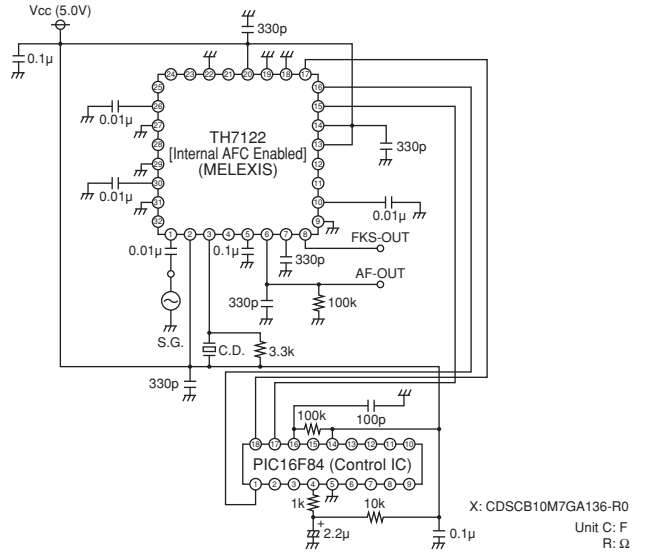 Vcc (5.0V)
330p
0.1µ
24 23 22 21 20 19 18 17
25 16
26 15
0.01µ
27 14
TH7122
[Internal AFC Enabled]
(MELEXIS)
28 13
330p
29 12
30 11
0.01µ
31 10
0.01µ
32 9
1 2 3 4 5 6 7 8
FKS-OUT
0.01µ
0.1µ
330p
AF-OUT
330p
100k
S.G.
C.D.
3.3k
330p
100k
100p
18 17 16 15 14 13 12 11 10
PIC16F84 (Control IC)
1 2 3 4 5 6 7 8 9
1k
10k
X: CDSCB10M7GA136-R0
+
2.2µ
0.1µ
Unit C: F
R: Ω